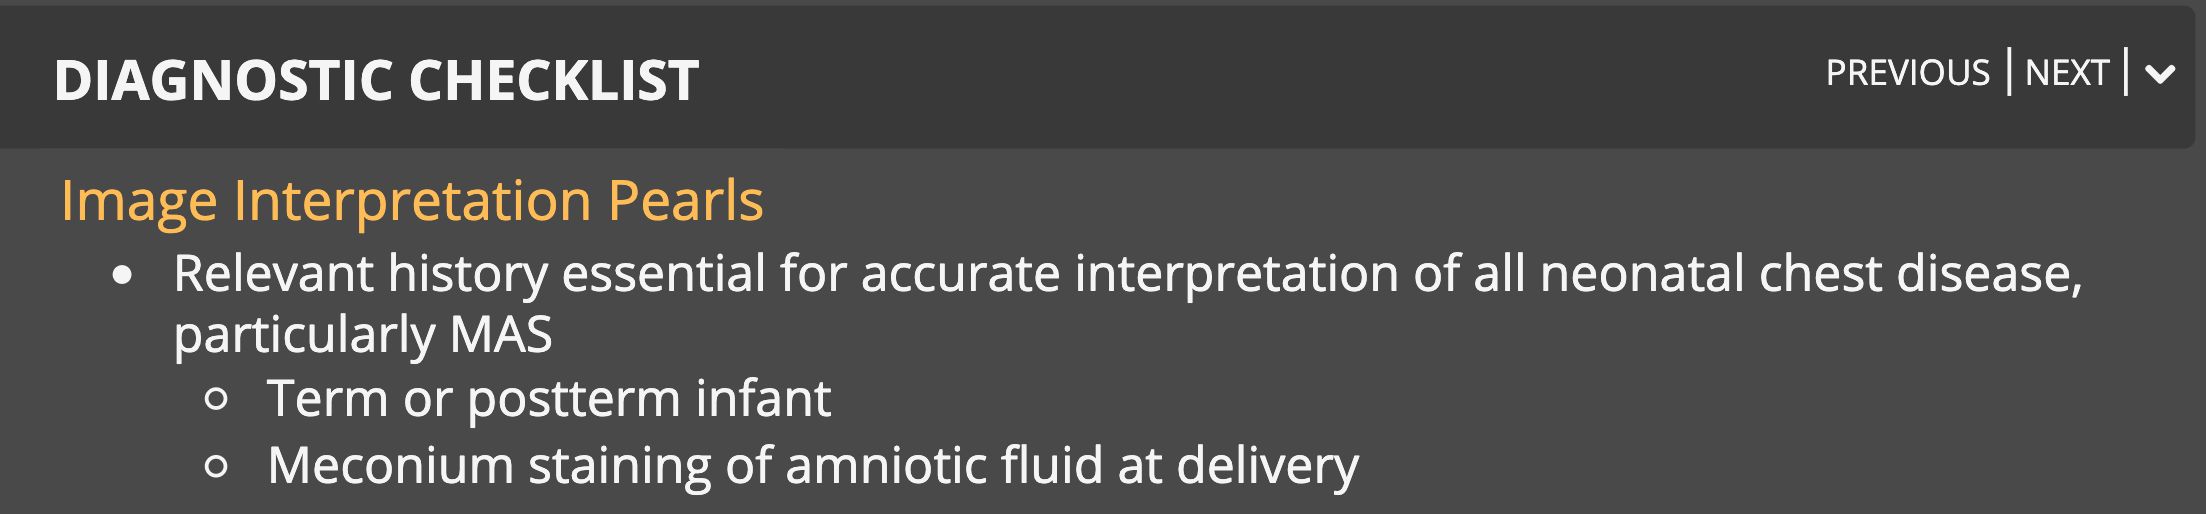 DIAGNOSTIC CHECKLIST
PREVIOUS | NEXT |
Image Interpretation Pearls
• Relevant history essential for accurate interpretation of all neonatal chest disease,
particularly MAS
○ Term or postterm infant
○ Meconium staining of amniotic fluid at delivery